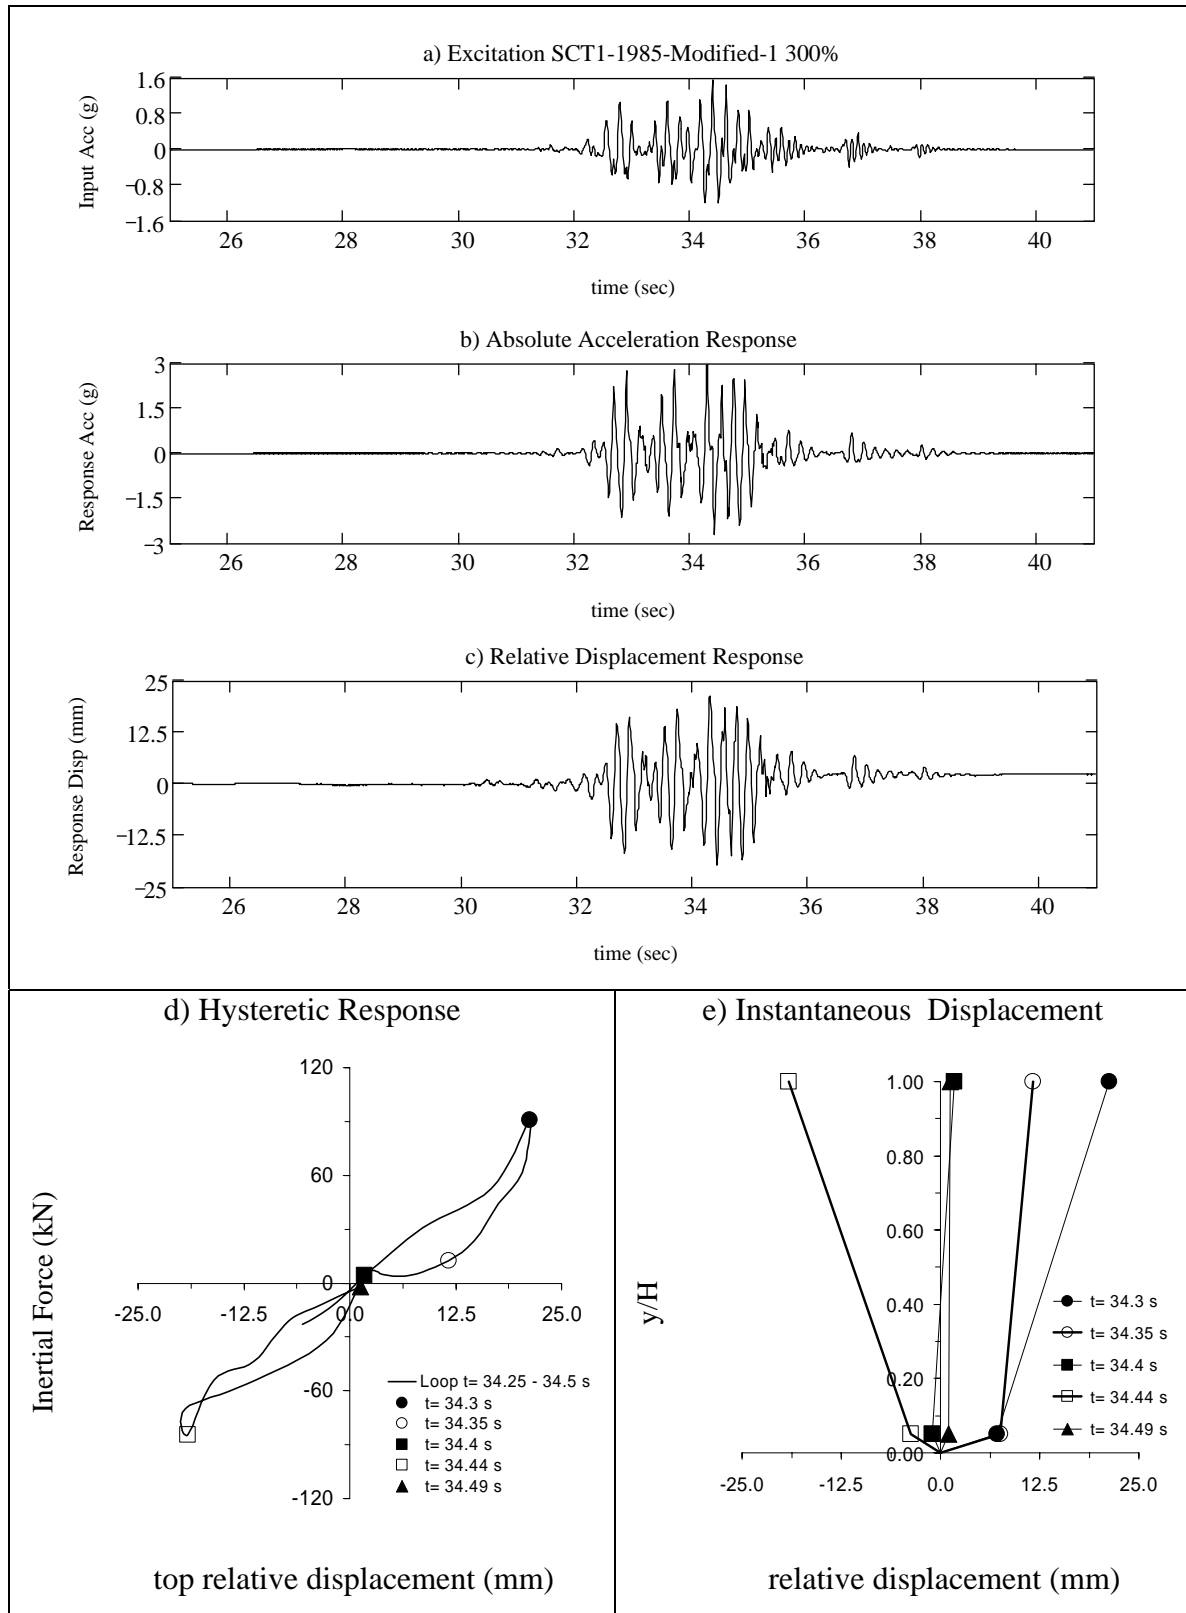 a) Excitation SCT1-1985-Modified-1 300%
1.6
0.8
0
−0.8
−1.6
Input Acc (g)
26 28 30 32 34 36 38 40
time (sec)
b) Absolute Acceleration Response
3
1.5
0
−1.5
−3
Response Acc (g)
26 28 30 32 34 36 38 40
time (sec)
c) Relative Displacement Response
25
12.5
0
−12.5
−25
Response Disp (mm)
26 28 30 32 34 36 38 40
time (sec)
d) Hysteretic Response
120
60
0
-60
-120
-25.0 -12.5 0.0 12.5 25.0
Inertial Force (kN)
Loop t= 34.25 - 34.5 s
t= 34.3 s
t= 34.35 s
t= 34.4 s
t= 34.44 s
t= 34.49 s
top relative displacement (mm)
e) Instantaneous Displacement
1.00
0.80
0.60
0.40
0.20
0.00
y/H
t= 34.3 s
t= 34.35 s
t= 34.4 s
t= 34.44 s
t= 34.49 s
-25.0 -12.5 0.0 12.5 25.0
relative displacement (mm)